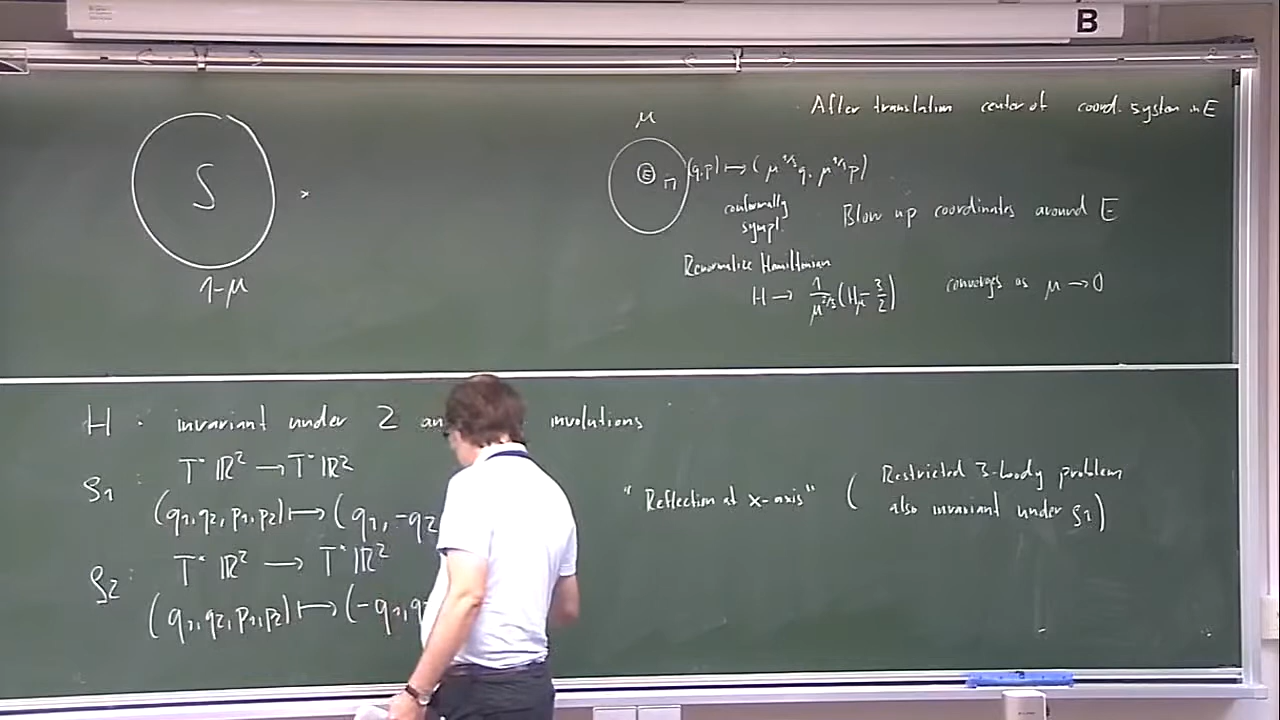 B
· After translation center of coord. system in E
μ
S
E
(q,p) ↦ (μ^{1/3}q, μ^{1/3}p)
conformally
sympl.
Blow up coordinates around E
1-μ
Renormalize Hamiltonian
H → 1/μ^{2/3} (H_μ - 3/2) converges as μ → 0
H : invariant under 2 an involutions
ρ1 : T* ℝ² → T* ℝ²
(q1, q2, p1, p2) ↦ (q1, -q2
"Reflection at x-axis" ( Restricted 3-body problem
also invariant under ρ1 )
ρ2 : T* ℝ² → T* ℝ²
(q1, q2, p1, p2) ↦ (-q1, q2